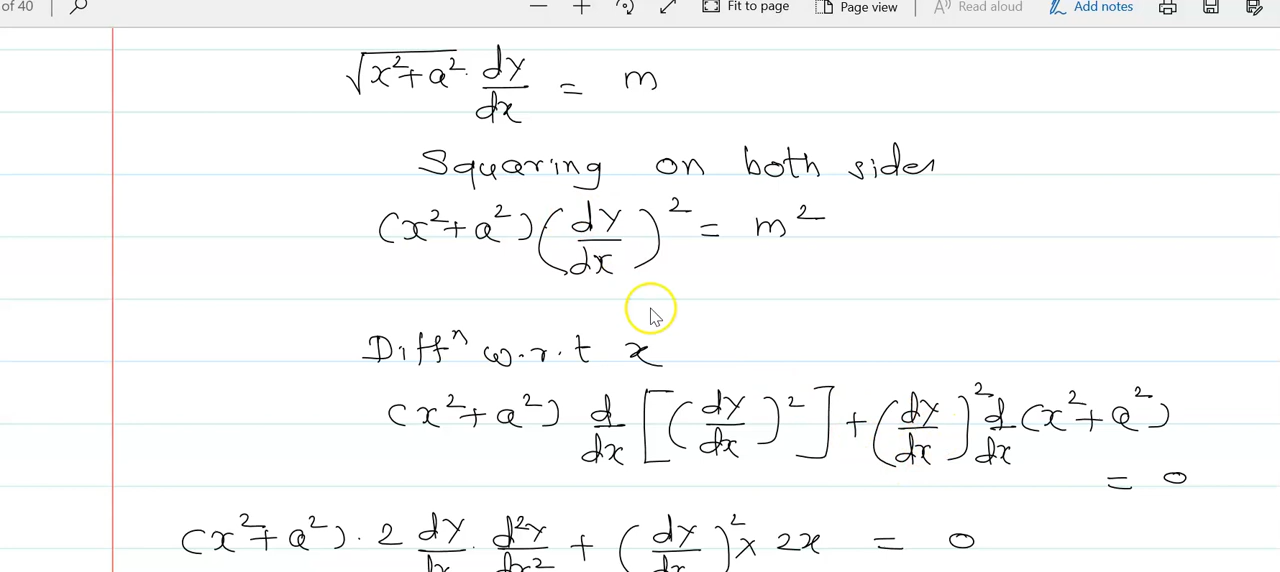 of 40 Fit to page Page view Read aloud Add notes
√(x²+a²) · dy/dx = m
Squaring on both sides
(x²+a²)(dy/dx)² = m²
Diffⁿ w.r.t x
(x²+a²) d/dx [(dy/dx)²] + (dy/dx)² d/dx (x²+a²)
= 0
(x²+a²) · 2 dy/dx · d²y/dx² + (dy/dx)² × 2x = 0